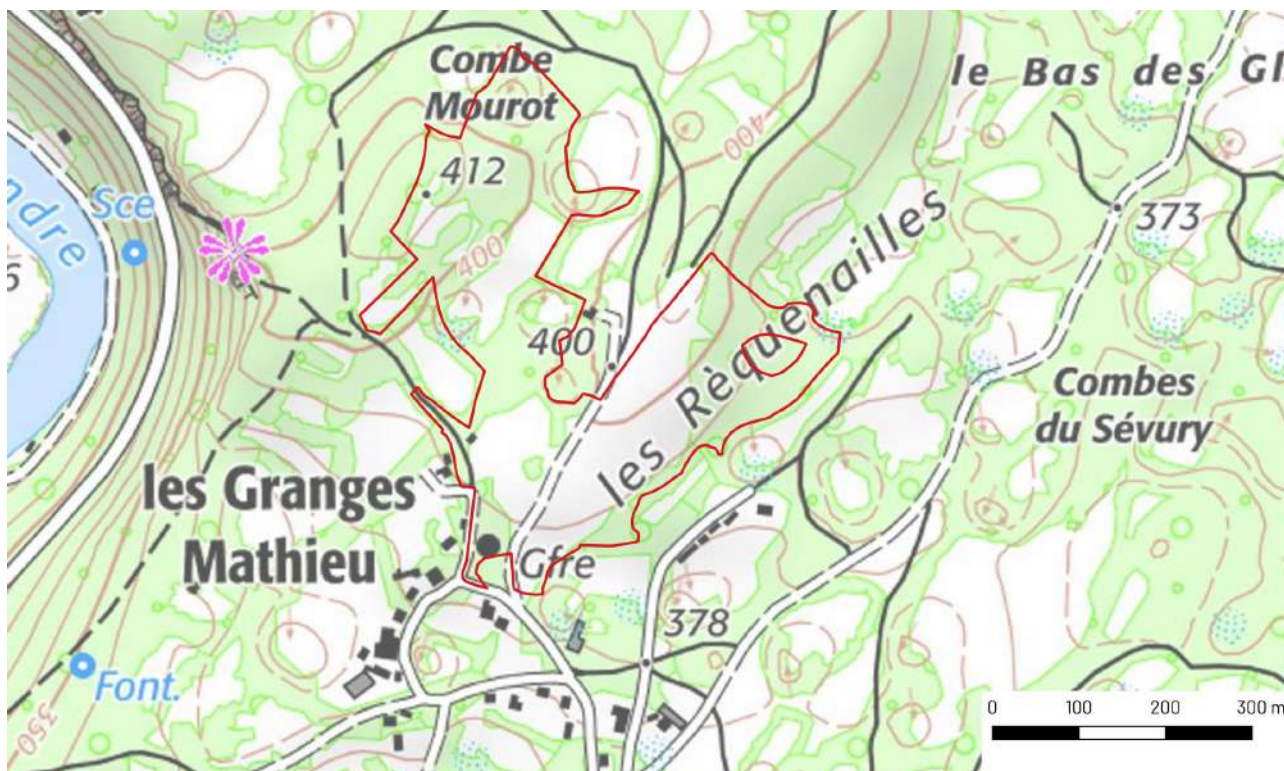 Combe
Mourot
le Bas des Gl
412
400
Sce
ndre
373
400
400
les Rèquenailles
Combes
du Sévury
les Granges
Mathieu
Gfre
378
Font.
350
0 100 200 300 m